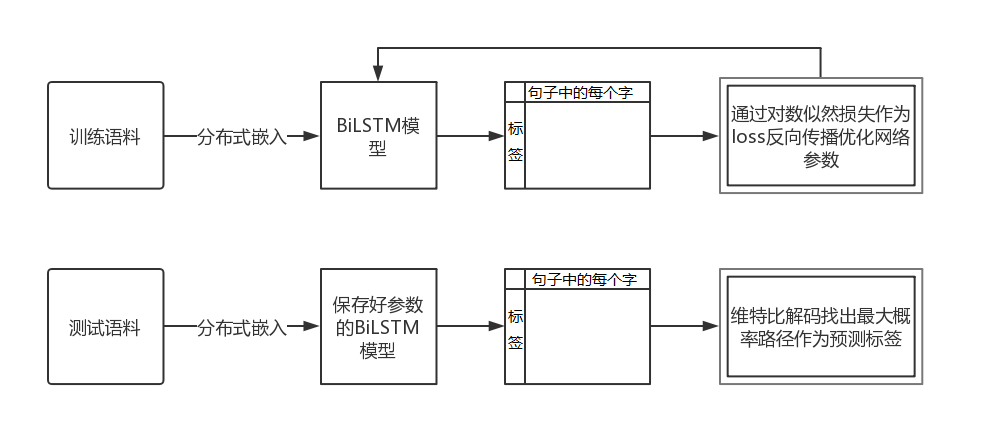 训练语料
分布式嵌入
BiLSTM模
型
句子中的每个字
标
签
通过对数似然损失作为
loss反向传播优化网络
参数
测试语料
分布式嵌入
保存好参数
的BiLSTM
模型
句子中的每个字
标
签
维特比解码找出最大概
率路径作为预测标签